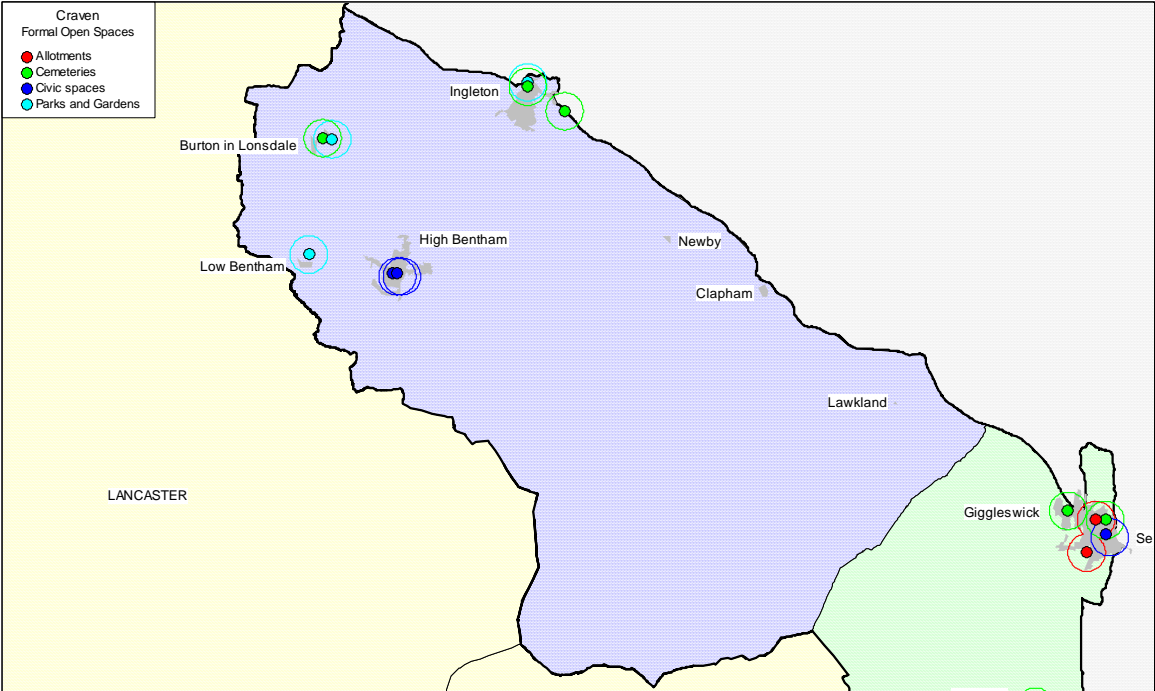 Craven
Formal Open Spaces
Allotments
Cemeteries
Civic spaces
Parks and Gardens
Ingleton
Burton in Lonsdale
High Bentham
Newby
Low Bentham
Clapham
Lawkland
LANCASTER
Giggleswick
Se